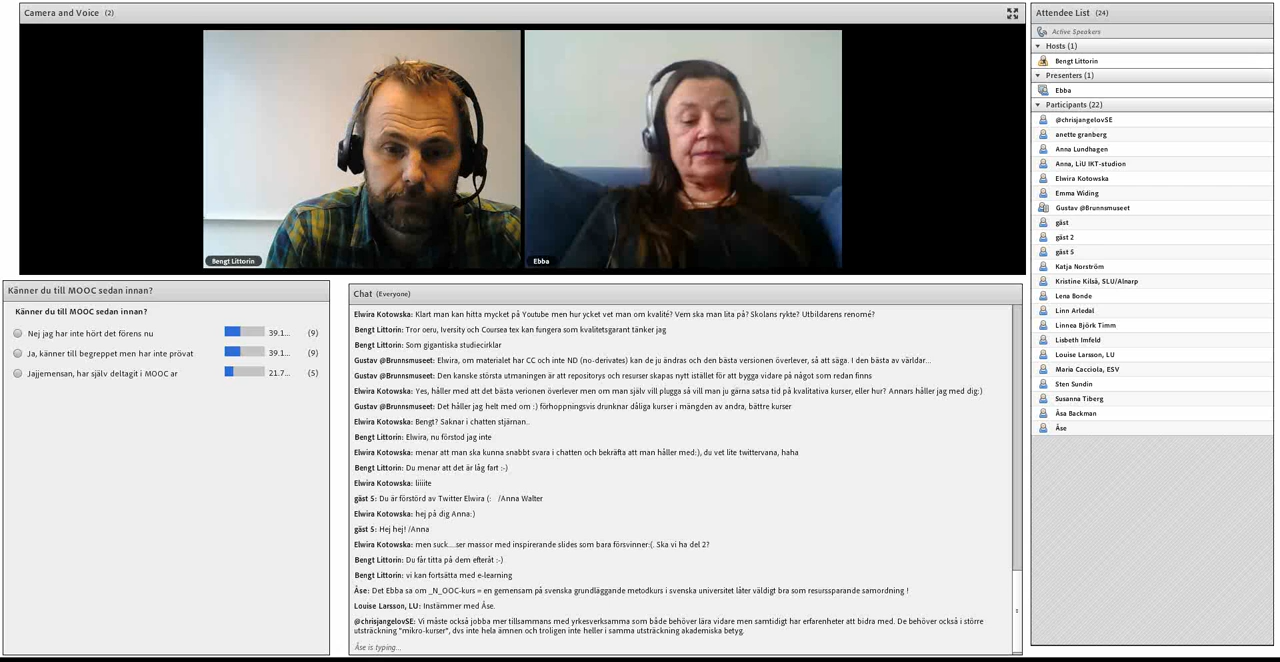 Camera and Voice (2)
Bengt Littorin
Ebba
Attendee List (24)
Active Speakers
Hosts (1)
Bengt Littorin
Presenters (1)
Ebba
Participants (22)
@chrisjangelovSE
anette granberg
Anna Lundhagen
Anna, LiU IKT-studion
Elwira Kotowska
Emma Widing
Gustav @Brunnsmuseet
gäst
gäst 2
gäst 5
Katja Norström
Kristine Kilså, SLU/Alnarp
Lena Bonde
Linn Arledal
Linnea Björk Timm
Lisbeth Imfeld
Louise Larsson, LU
Maria Cacciola, ESV
Sten Sundin
Susanna Tiberg
Åsa Backman
Åse
Känner du till MOOC sedan innan?
Känner du till MOOC sedan innan?
Nej jag har inte hört det förens nu 39.1... (9)
Ja, känner till begreppet men har inte prövat 39.1... (9)
Jajjemensan, har själv deltagit i MOOC ar 21.7... (5)
Chat (Everyone)
Elwira Kotowska: Klart man kan hitta mycket på Youtube men hur ycket vet man om kvalité? Vem ska man lita på? Skolans rykte? Utbildarens renomé?
Bengt Littorin: Tror oeru, Iversity och Coursea tex kan fungera som kvalitetsgarant tänker jag
Bengt Littorin: Som gigantiska studiecirklar
Gustav @Brunnsmuseet: Elwira, om materialet har CC och inte ND (no-derivates) kan de ju ändras och den bästa versionen överlever, så att säga. I den bästa av världar...
Gustav @Brunnsmuseet: Den kanske största utmaningen är att repositorys och resurser skapas nytt istället för att bygga vidare på något som redan finns
Elwira Kotowska: Yes, håller med att det bästa verionen överlever men om man själv vill plugga så vill man ju gärna satsa tid på kvalitativa kurser, eller hur? Annars håller jag med dig:)
Gustav @Brunnsmuseet: Det håller jag helt med om :) förhoppningsvis drunknar dåliga kurser i mängden av andra, bättre kurser
Elwira Kotowska: Bengt? Saknar i chatten stjärnan..
Bengt Littorin: Elwira, nu förstod jag inte
Elwira Kotowska: menar att man ska kunna snabbt svara i chatten och bekräfta att man håller med:), du vet lite twittervana, haha
Bengt Littorin: Du menar att det är låg fart :-)
Elwira Kotowska: liiiite
gäst 5: Du är förstörd av Twitter Elwira (: /Anna Walter
Elwira Kotowska: hej på dig Anna:)
gäst 5: Hej hej! /Anna
Elwira Kotowska: men suck....ser massor med inspirerande slides som bara försvinner:(. Ska vi ha del 2?
Bengt Littorin: Du får titta på dem efteråt :-)
Bengt Littorin: vi kan fortsätta med e-learning
Åse: Det Ebba sa om _N_OOC-kurs = en gemensam på svenska grundläggande metodkurs i svenska universitet låter väldigt bra som resurssparande samordning !
Louise Larsson, LU: Instämmer med Åse.
@chrisjangelovSE: Vi måste också jobba mer tillsammans med yrkesverksamma som både behöver lära vidare men samtidigt har erfarenheter att bidra med. De behöver också i större
utsträckning "mikro-kurser", dvs inte hela ämnen och troligen inte heller i samma utsträckning akademiska betyg.
Åse is typing...